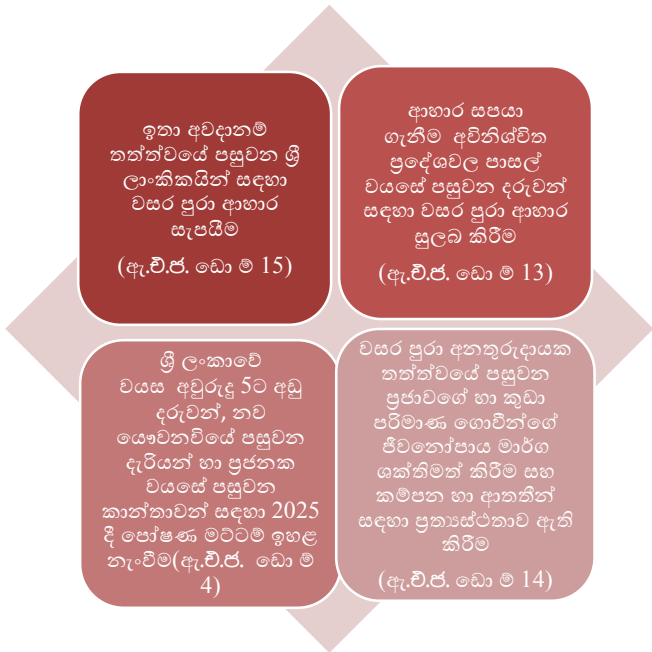 ඉතා අවදානම්
තත්ත්වයේ පසුවන ශ්‍රී
ලාංකිකයින් සඳහා
වසර පුරා ආහාර
සැපයීම
(ඇ.එ.ජ. ඩො ම් 15)
ආහාර සපයා
ගැනීම  අවිනිශ්චිත
ප්‍රදේශවල පාසල්
වයසේ පසුවන දරුවන්
සඳහා වසර පුරා ආහාර
සුලබ කිරීම
(ඇ.එ.ජ. ඩො ම් 13)
ශ්‍රී ලංකාවේ
වයස  අවුරුදු 5ට අඩු
දරුවන්, නව
යෞවනවියේ පසුවන
දැරියන් හා ප්‍රජනක
වයසේ පසුවන
කාන්තාවන් සඳහා 2025
දී පෝෂණ මට්ටම් ඉහළ
නැංවීම(ඇ.එ.ජ.  ඩො ම්
4)
වසර පුරා අනතුරුදායක
තත්ත්වයේ පසුවන
ප්‍රජාවගේ හා කුඩා
පරිමාණ ගොවීන්ගේ
ජීවනෝපාය මාර්ග
ශක්තිමත් කිරීම සහ
කම්පන හා ආතතීන්
සඳහා ප්‍රත්‍යස්ථතාව ඇති
කිරීම
(ඇ.එ.ජ. ඩො ම් 14)